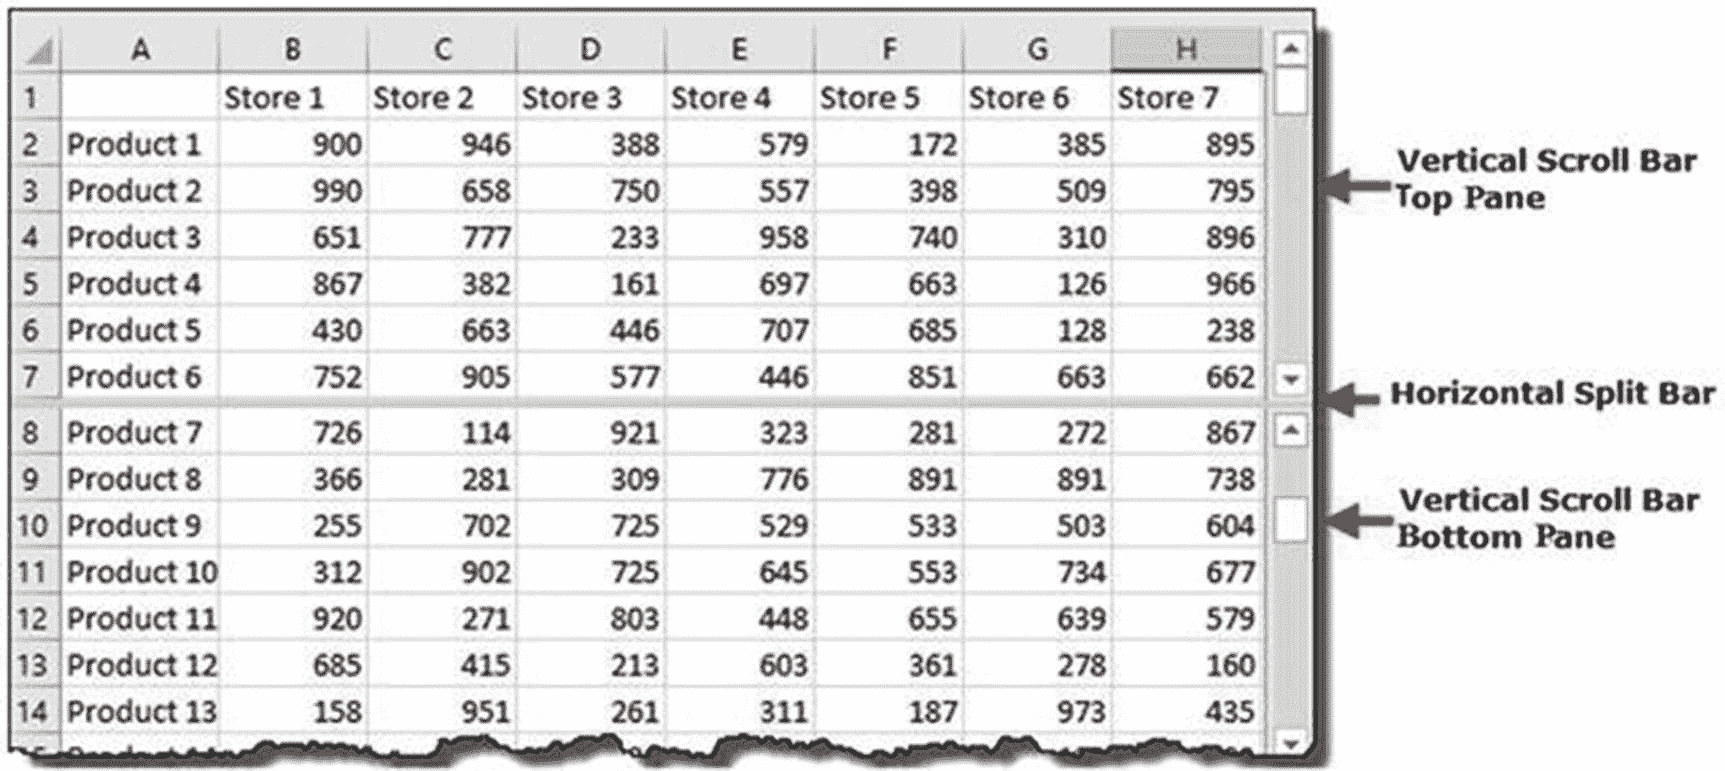 A B C D E F G H
1 Store 1 Store 2 Store 3 Store 4 Store 5 Store 6 Store 7
2 Product 1 900 946 388 579 172 385 895
3 Product 2 990 658 750 557 398 509 795
4 Product 3 651 777 233 958 740 310 896
5 Product 4 867 382 161 697 663 126 966
6 Product 5 430 663 446 707 685 128 238
7 Product 6 752 905 577 446 851 663 662
8 Product 7 726 114 921 323 281 272 867
9 Product 8 366 281 309 776 891 891 738
10 Product 9 255 702 725 529 533 503 604
11 Product 10 312 902 725 645 553 734 677
12 Product 11 920 271 803 448 655 639 579
13 Product 12 685 415 213 603 361 278 160
14 Product 13 158 951 261 311 187 973 435
Vertical Scroll Bar
Top Pane
Horizontal Split Bar
Vertical Scroll Bar
Bottom Pane